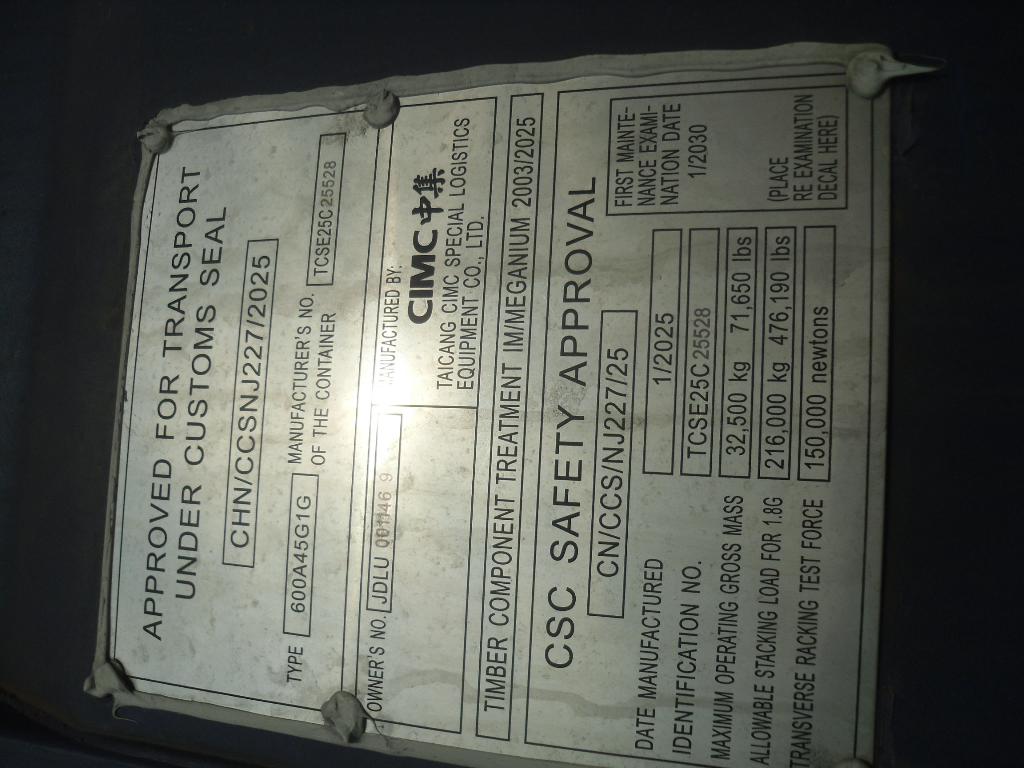 APPROVED FOR TRANSPORT
UNDER CUSTOMS SEAL
CHN/CCSNJ227/2025
TYPE 600A45G1G MANUFACTURER'S NO.
OF THE CONTAINER TCSE25C25528
OWNER'S NO. JDLU
MANUFACTURED BY:
CIMC中集
TAICANG CIMC SPECIAL LOGISTICS
EQUIPMENT CO., LTD.
TIMBER COMPONENT TREATMENT IM/MEGANIUM 2003/2025
CSC SAFETY APPROVAL
CN/CCS/NJ227/25
DATE MANUFACTURED 1/2025
IDENTIFICATION NO. TCSE25C25528
MAXIMUM OPERATING GROSS MASS 32,500 kg 71,650 lbs
ALLOWABLE STACKING LOAD FOR 1.8G 216,000 kg 476,190 lbs
TRANSVERSE RACKING TEST FORCE 150,000 newtons
FIRST MAINTE-
NANCE EXAMI-
NATION DATE
1/2030
(PLACE
RE EXAMINATION
DECAL HERE)